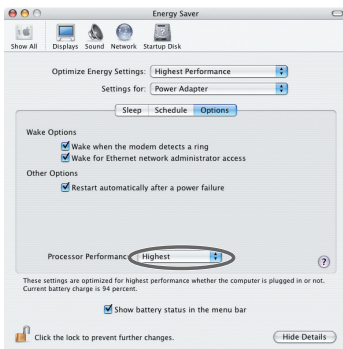 Energy Saver
Show All Displays Sound Network Startup Disk
Optimize Energy Settings: Highest Performance
Settings for: Power Adapter
Sleep Schedule Options
Wake Options
Wake when the modem detects a ring
Wake for Ethernet network administrator access
Other Options
Restart automatically after a power failure
Processor Performance: Highest
?
These settings are optimized for highest performance whether the computer is plugged in or not.
Current battery charge is 94 percent.
Show battery status in the menu bar
Click the lock to prevent further changes. Hide Details